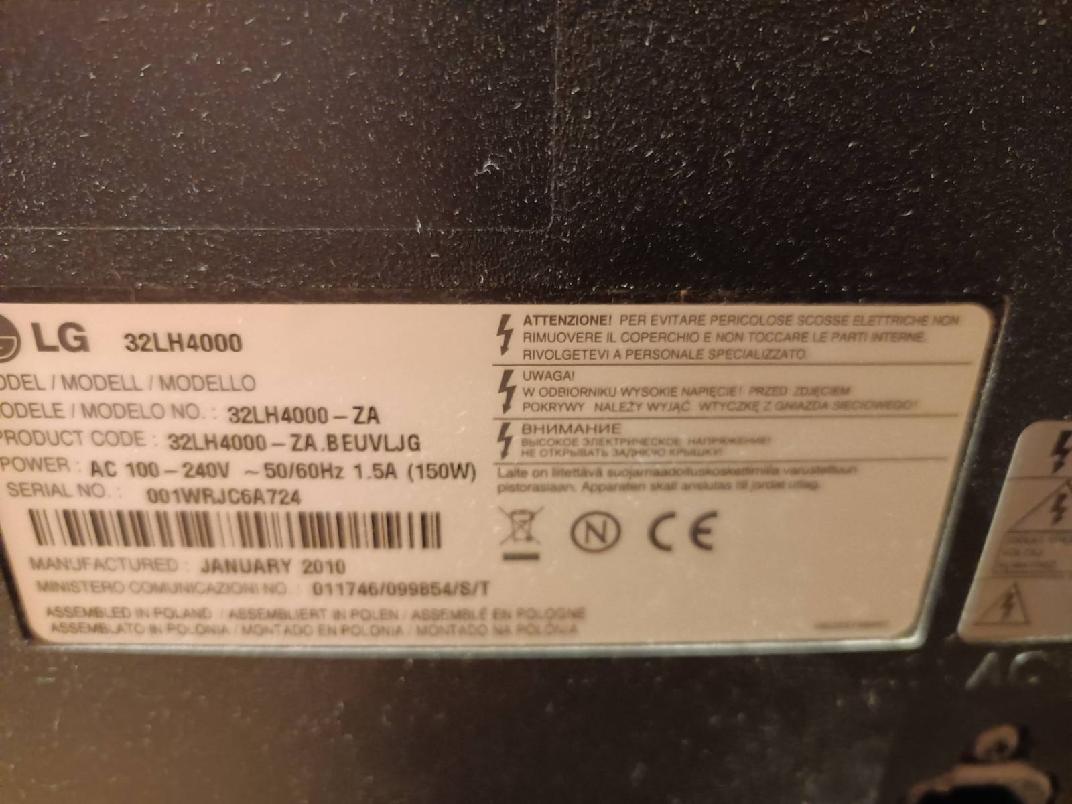 LG 32LH4000
ODEL / MODELL / MODELLO
ODELE / MODELO NO. : 32LH4000-ZA
PRODUCT CODE : 32LH4000-ZA.BEUVLJG
POWER : AC 100-240V ~50/60Hz 1.5A (150W)
SERIAL NO. : 001WRJC6A724
MANUFACTURED : JANUARY 2010
MINISTERO COMUNICAZIONI NO. : 011746/099854/S/T
ASSEMBLED IN POLAND / ASSEMBLIERT IN POLEN / ASSEMBLÉ EN POLOGNE
ASSEMBLATO IN POLONIA / MONTADO EN POLONIA / MONTADO NA POLÓNIA
ATTENZIONE! PER EVITARE PERICOLOSE SCOSSE ELETTRICHE NON
RIMUOVERE IL COPERCHIO E NON TOCCARE LE PARTI INTERNE.
RIVOLGETEVI A PERSONALE SPECIALIZZATO.
UWAGA!
W ODBIORNIKU WYSOKIE NAPIĘCIE! PRZED ZDJĘCIEM
POKRYWY NALEŻY WYJĄĆ WTYCZKĘ Z GNIAZDA SIECIOWEGO!
ВНИМАНИЕ
ВЫСОКОЕ ЭЛЕКТРИЧЕСКОЕ НАПРЯЖЕНИЕ!
НЕ ОТКРЫВАТЬ ЗАДНЮЮ КРЫШКУ!
Laite on liitettävä suojamaadoituskoskettimilla varustettuun
pistorasiaan. Apparaten skall anslutas till jordat uttag.
N CE
AC